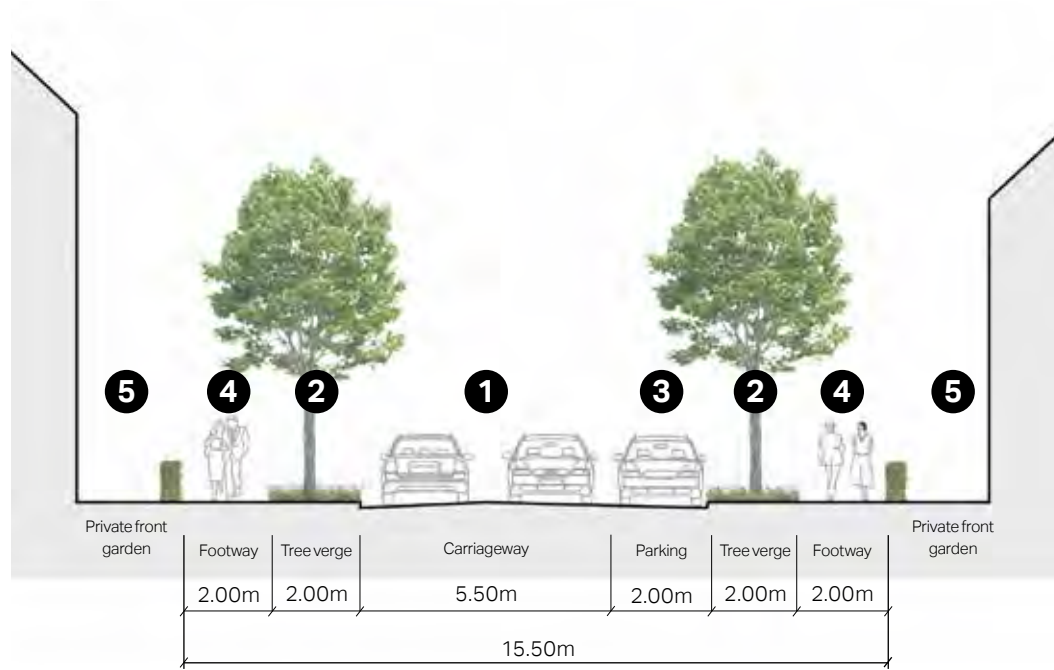 5
4
2
1
3
2
4
5
Private front
garden
Footway
Tree verge
Carriageway
Parking
Tree verge
Footway
Private front
garden
2.00m
2.00m
5.50m
2.00m
2.00m
2.00m
15.50m